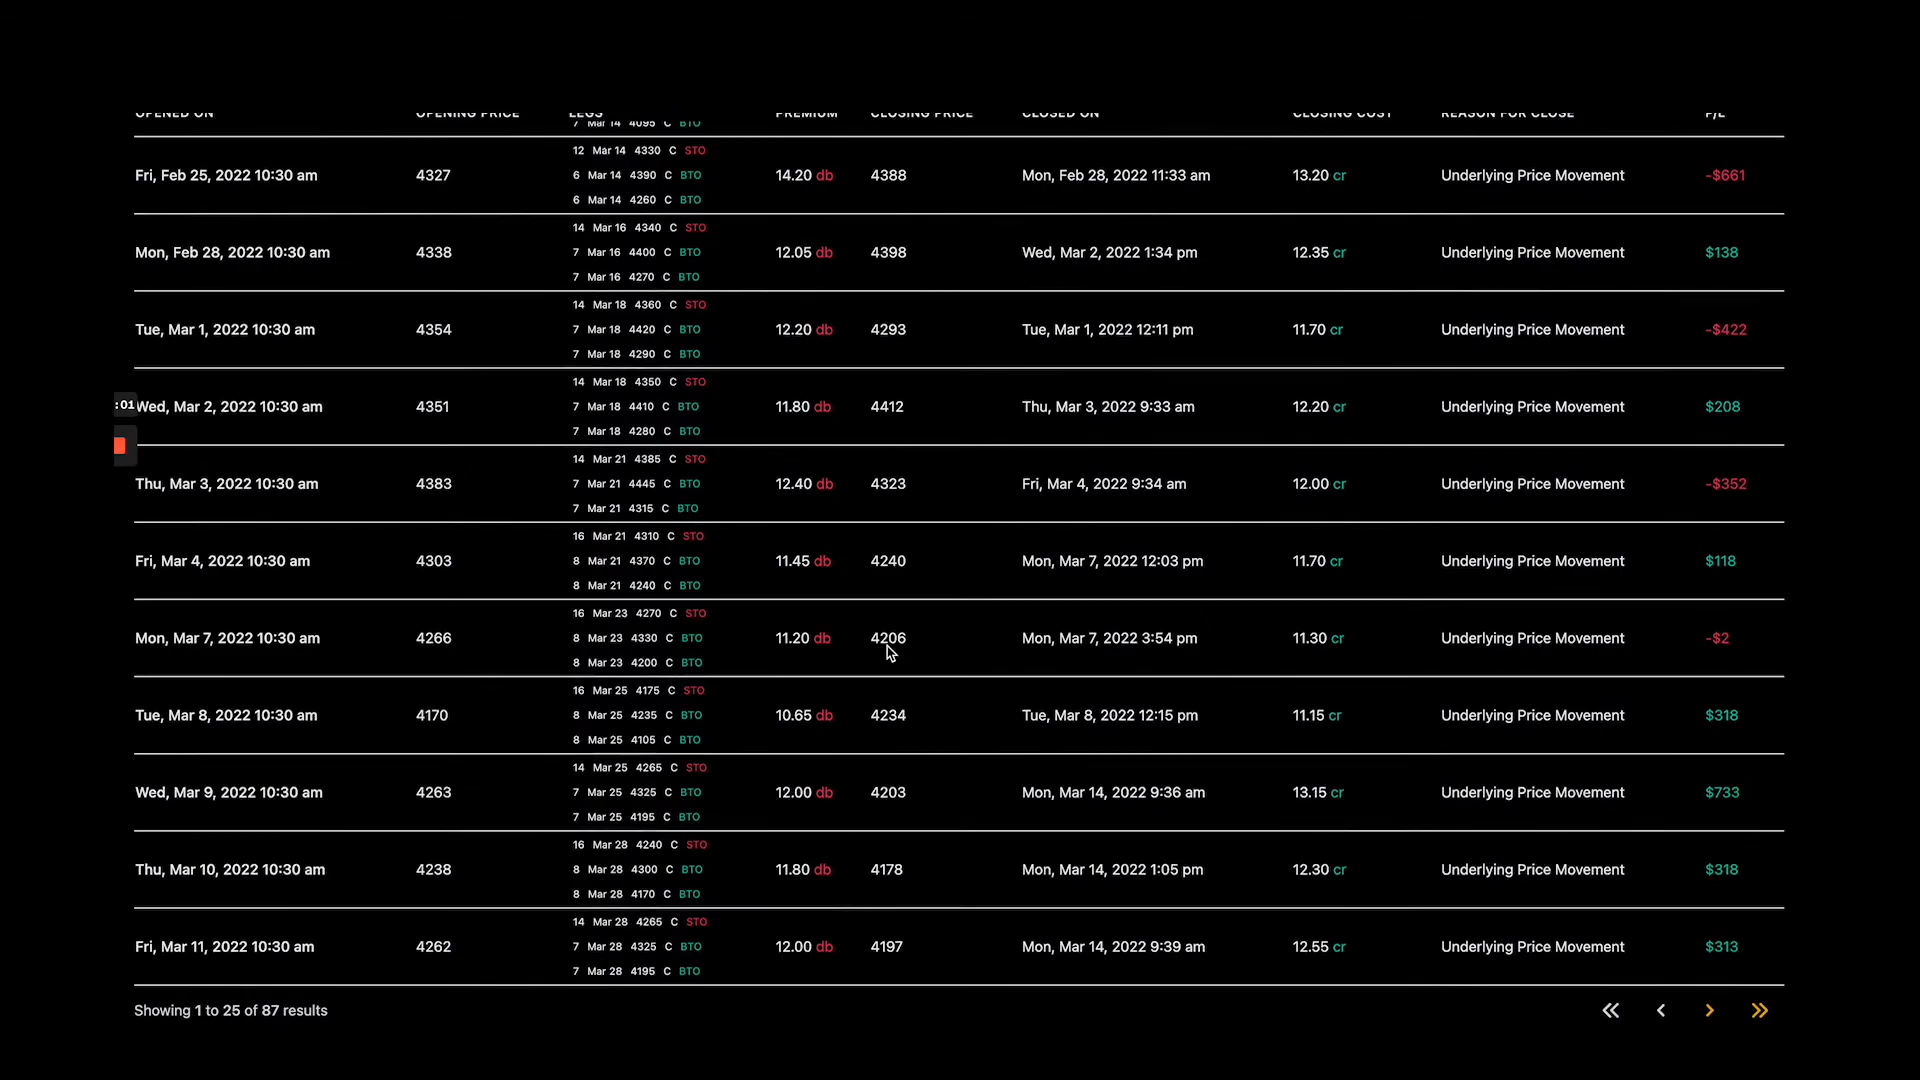 OPENED ON OPENING PRICE LEGS PREMIUM CLOSING PRICE CLOSED ON CLOSING COST REASON FOR CLOSE P/L
7 Mar 14 4095 C BTO
12 Mar 14 4330 C STO
Fri, Feb 25, 2022 10:30 am 4327 6 Mar 14 4390 C BTO 14.20 db 4388 Mon, Feb 28, 2022 11:33 am 13.20 cr Underlying Price Movement -$661
6 Mar 14 4260 C BTO
14 Mar 16 4340 C STO
Mon, Feb 28, 2022 10:30 am 4338 7 Mar 16 4400 C BTO 12.05 db 4398 Wed, Mar 2, 2022 1:34 pm 12.35 cr Underlying Price Movement $138
7 Mar 16 4270 C BTO
14 Mar 18 4360 C STO
Tue, Mar 1, 2022 10:30 am 4354 7 Mar 18 4420 C BTO 12.20 db 4293 Tue, Mar 1, 2022 12:11 pm 11.70 cr Underlying Price Movement -$422
7 Mar 18 4290 C BTO
14 Mar 18 4350 C STO
:01 Wed, Mar 2, 2022 10:30 am 4351 7 Mar 18 4410 C BTO 11.80 db 4412 Thu, Mar 3, 2022 9:33 am 12.20 cr Underlying Price Movement $208
7 Mar 18 4280 C BTO
14 Mar 21 4385 C STO
Thu, Mar 3, 2022 10:30 am 4383 7 Mar 21 4445 C BTO 12.40 db 4323 Fri, Mar 4, 2022 9:34 am 12.00 cr Underlying Price Movement -$352
7 Mar 21 4315 C BTO
16 Mar 21 4310 C STO
Fri, Mar 4, 2022 10:30 am 4303 8 Mar 21 4370 C BTO 11.45 db 4240 Mon, Mar 7, 2022 12:03 pm 11.70 cr Underlying Price Movement $118
8 Mar 21 4240 C BTO
16 Mar 23 4270 C STO
Mon, Mar 7, 2022 10:30 am 4266 8 Mar 23 4330 C BTO 11.20 db 4206 Mon, Mar 7, 2022 3:54 pm 11.30 cr Underlying Price Movement -$2
8 Mar 23 4200 C BTO
16 Mar 25 4175 C STO
Tue, Mar 8, 2022 10:30 am 4170 8 Mar 25 4235 C BTO 10.65 db 4234 Tue, Mar 8, 2022 12:15 pm 11.15 cr Underlying Price Movement $318
8 Mar 25 4105 C BTO
14 Mar 25 4265 C STO
Wed, Mar 9, 2022 10:30 am 4263 7 Mar 25 4325 C BTO 12.00 db 4203 Mon, Mar 14, 2022 9:36 am 13.15 cr Underlying Price Movement $733
7 Mar 25 4195 C BTO
16 Mar 28 4240 C STO
Thu, Mar 10, 2022 10:30 am 4238 8 Mar 28 4300 C BTO 11.80 db 4178 Mon, Mar 14, 2022 1:05 pm 12.30 cr Underlying Price Movement $318
8 Mar 28 4170 C BTO
14 Mar 28 4265 C STO
Fri, Mar 11, 2022 10:30 am 4262 7 Mar 28 4325 C BTO 12.00 db 4197 Mon, Mar 14, 2022 9:39 am 12.55 cr Underlying Price Movement $313
7 Mar 28 4195 C BTO
Showing 1 to 25 of 87 results